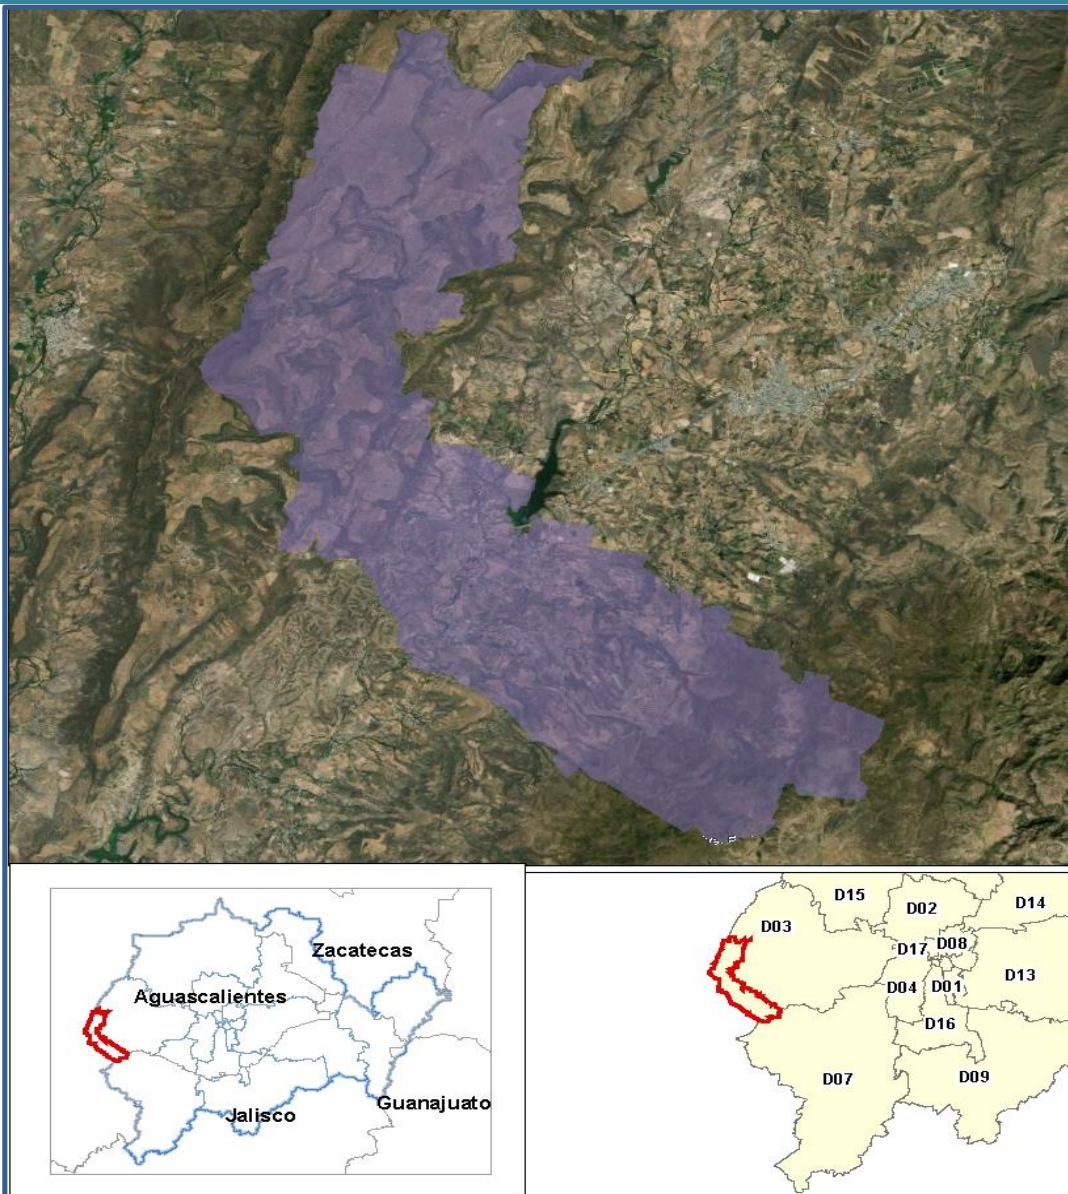 Zacatecas
Aguascalientes
Jalisco
Guanajuato
D15
D02
D14
D03
D17
D08
D13
D04
D01
D16
D07
D09